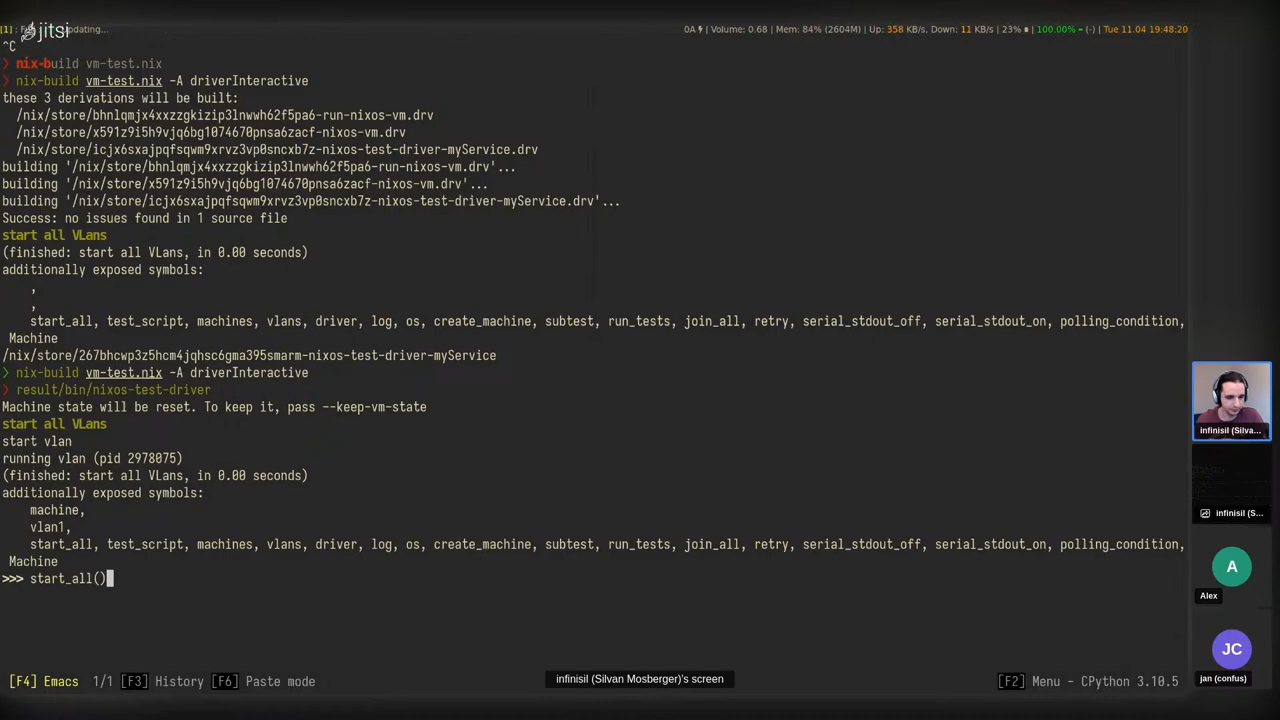 [1] : F
pdating...
jitsi
0A Volume: 0.68 | Mem: 84% (2604M) | Up: 358 KB/s, Down: 11 KB/s | 23% | 100.00% = (-) | Tue 11.04 19:48:20
^C
〉 nix-build vm-test.nix
〉 nix-build vm-test.nix -A driverInteractive
these 3 derivations will be built:
/nix/store/bhnlqmjx4xxzzgkizip3lnwwh62f5pa6-run-nixos-vm.drv
/nix/store/x591z9i5h9vjq6bg1074670pnsa6zacf-nixos-vm.drv
/nix/store/icjx6sxajpqfsqwm9xrvz3vp0sncxb7z-nixos-test-driver-myService.drv
building '/nix/store/bhnlqmjx4xxzzgkizip3lnwwh62f5pa6-run-nixos-vm.drv'...
building '/nix/store/x591z9i5h9vjq6bg1074670pnsa6zacf-nixos-vm.drv'...
building '/nix/store/icjx6sxajpqfsqwm9xrvz3vp0sncxb7z-nixos-test-driver-myService.drv'...
Success: no issues found in 1 source file
start all VLans
(finished: start all VLans, in 0.00 seconds)
additionally exposed symbols:
,
,
start_all, test_script, machines, vlans, driver, log, os, create_machine, subtest, run_tests, join_all, retry, serial_stdout_off, serial_stdout_on, polling_condition,
Machine
/nix/store/267bhcwp3z5hcm4jqhsc6gma395smarm-nixos-test-driver-myService
〉 nix-build vm-test.nix -A driverInteractive
〉 result/bin/nixos-test-driver
Machine state will be reset. To keep it, pass --keep-vm-state
start all VLans
start vlan
running vlan (pid 2978075)
(finished: start all VLans, in 0.00 seconds)
additionally exposed symbols:
machine,
vlan1,
start_all, test_script, machines, vlans, driver, log, os, create_machine, subtest, run_tests, join_all, retry, serial_stdout_off, serial_stdout_on, polling_condition,
Machine
>>> start_all()
[F4] Emacs 1/1 [F3] History [F6] Paste mode
[F2] Menu - CPython 3.10.5
infinisil (Silvan Mosberger)'s screen
infinisil (Silva...
infinisil (S...
A
Alex
JC
jan (confus)